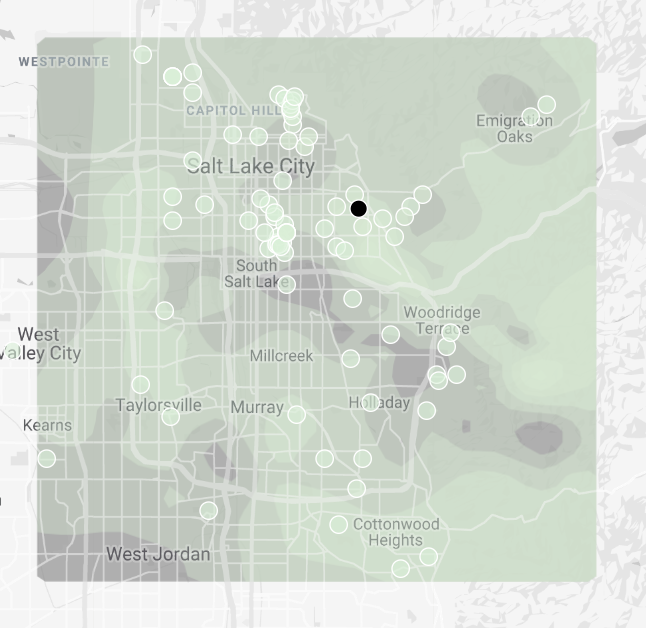 WESTPOINTE
CAPITOL HILL
Emigration
Oaks
Salt Lake City
South
Salt Lake
Woodridge
Terrace
West
Valley City
Millcreek
Taylorsville
Murray
Holladay
Kearns
Cottonwood
Heights
West Jordan